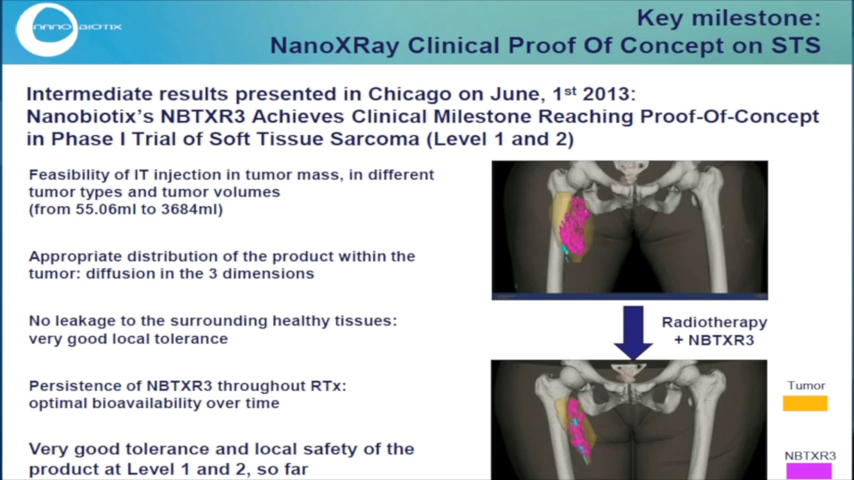 NANOBIOTIX
Key milestone:
NanoXRay Clinical Proof Of Concept on STS
Intermediate results presented in Chicago on June, 1st 2013:
Nanobiotix's NBTXR3 Achieves Clinical Milestone Reaching Proof-Of-Concept
in Phase I Trial of Soft Tissue Sarcoma (Level 1 and 2)
Feasibility of IT injection in tumor mass, in different
tumor types and tumor volumes
(from 55.06ml to 3684ml)
Appropriate distribution of the product within the
tumor: diffusion in the 3 dimensions
No leakage to the surrounding healthy tissues:
very good local tolerance
Persistence of NBTXR3 throughout RTx:
optimal bioavailability over time
Very good tolerance and local safety of the
product at Level 1 and 2, so far
Radiotherapy
+ NBTXR3
Tumor
NBTXR3